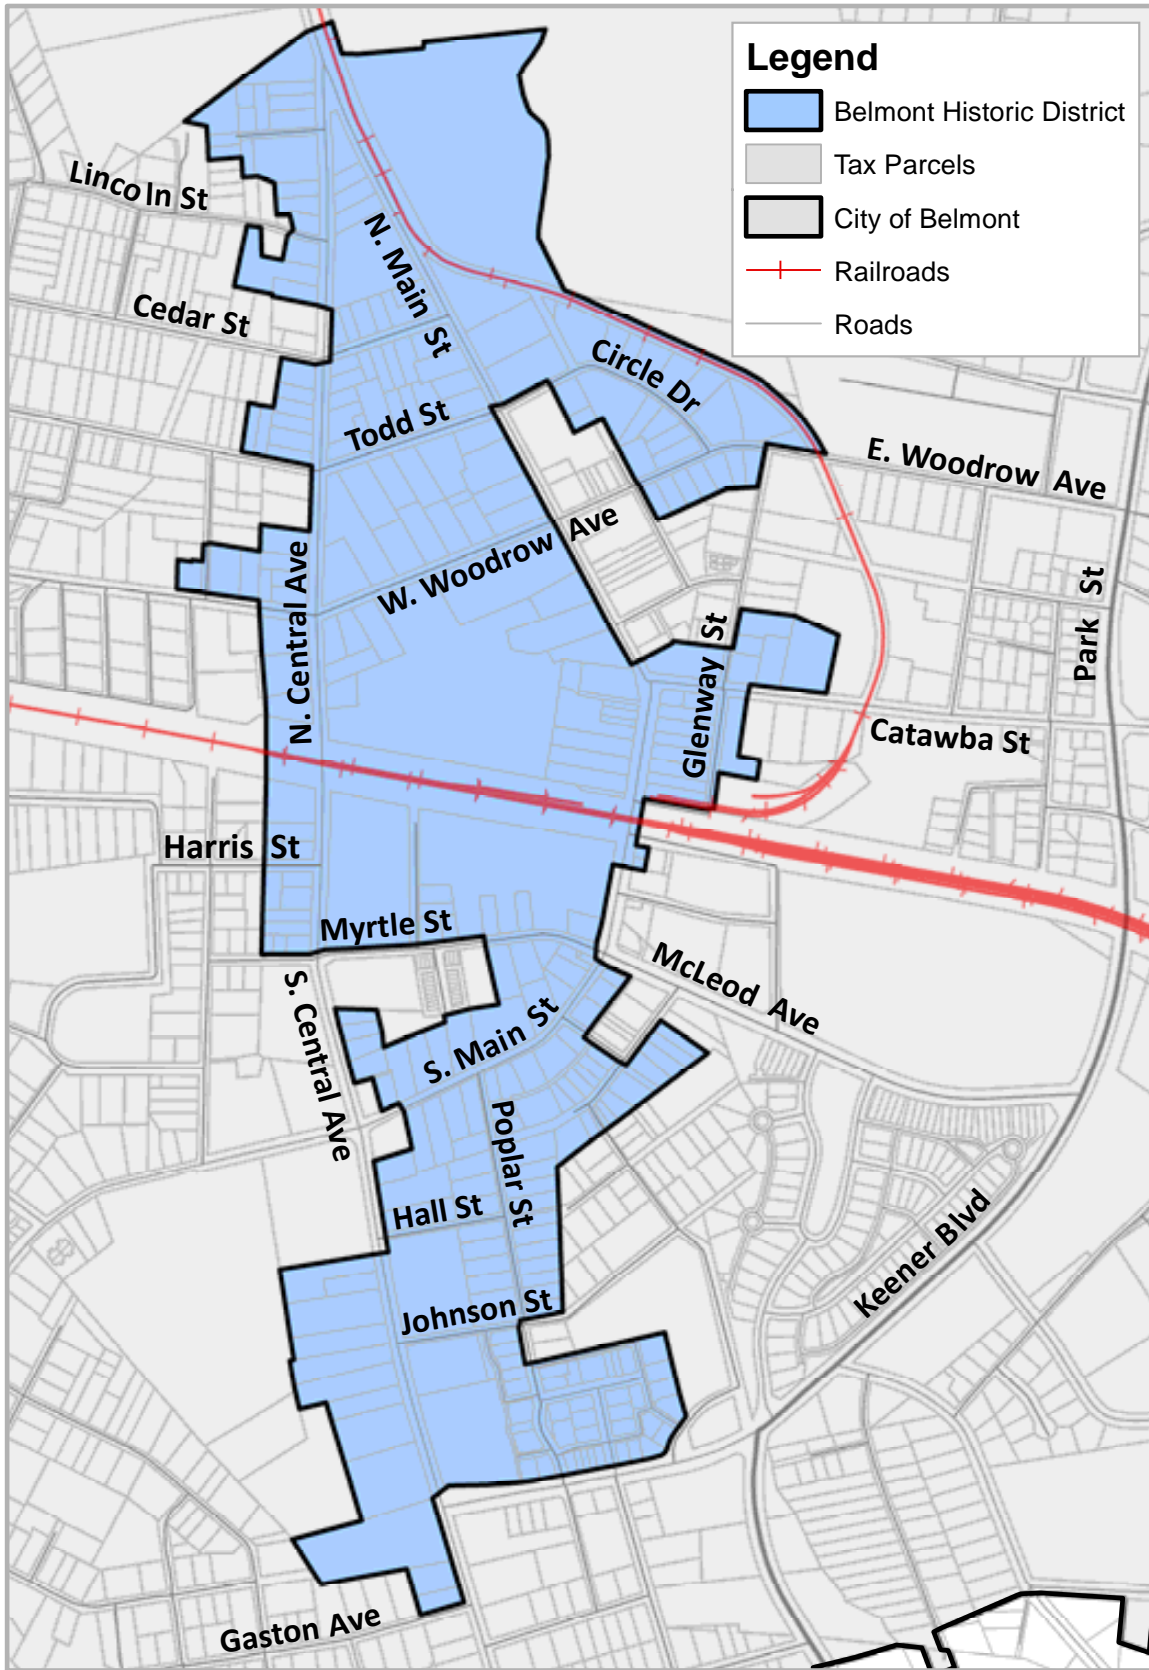 Legend
Belmont Historic District
Tax Parcels
City of Belmont
Railroads
Roads
Lincoln St
N. Main St
Cedar St
Circle Dr
Todd St
E. Woodrow Ave
W. Woodrow Ave
N. Central Ave
Park St
Glenway St
Catawba St
Harris St
Myrtle St
McLeod Ave
S. Central Ave
S. Main St
Poplar St
Hall St
Keener Blvd
Johnson St
Gaston Ave